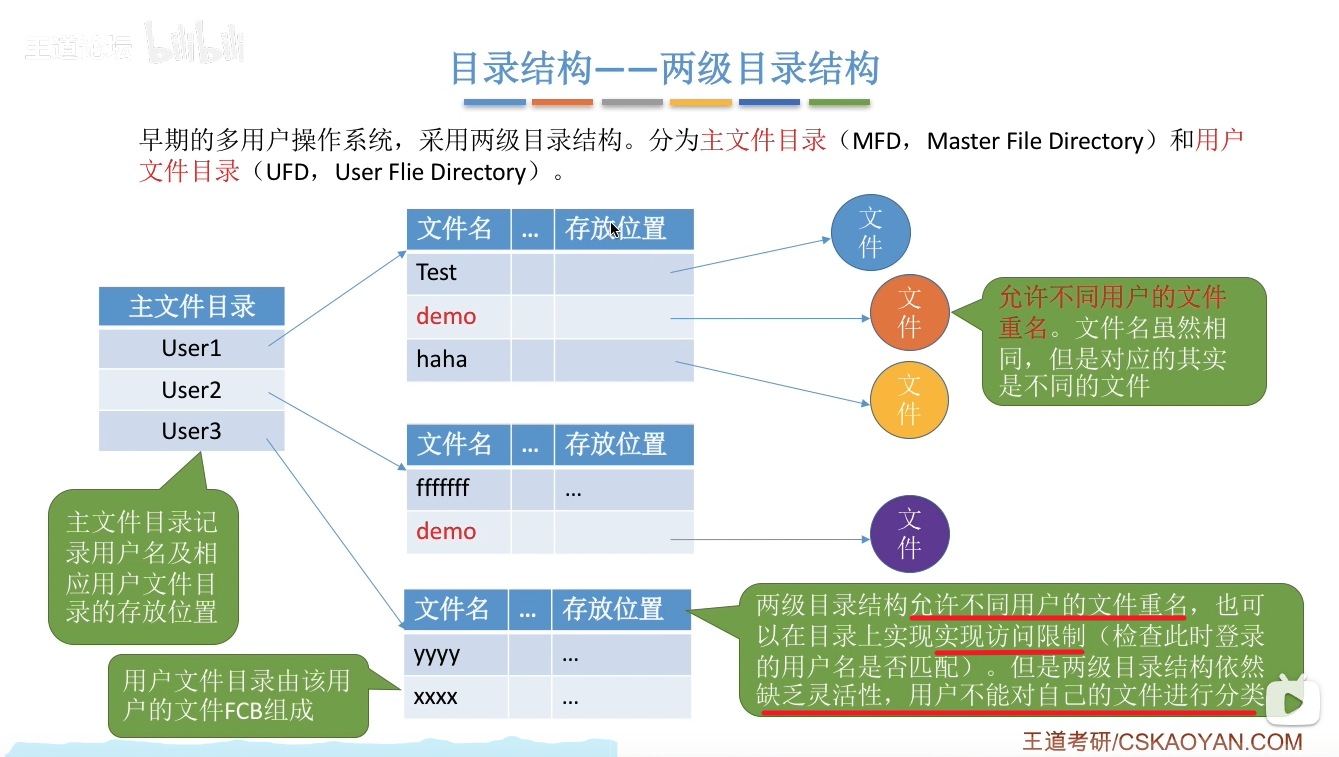 王道论坛 bilibili
目录结构——两级目录结构
早期的多用户操作系统，采用两级目录结构。分为主文件目录（MFD，Master File Directory）和用户
文件目录（UFD，User Flie Directory）。
文件名 ... 存放位置
Test
demo
haha
文
件
文
件
文
件
允许不同用户的文件
重名。文件名虽然相
同，但是对应的其实
是不同的文件
主文件目录
User1
User2
User3
文件名 ... 存放位置
fffffff ...
demo
文
件
主文件目录记
录用户名及相
应用户文件目
录的存放位置
文件名 ... 存放位置
yyyy ...
xxxx ...
两级目录结构允许不同用户的文件重名，也可
以在目录上实现实现访问限制（检查此时登录
的用户名是否匹配）。但是两级目录结构依然
缺乏灵活性，用户不能对自己的文件进行分类
用户文件目录由该用
户的文件FCB组成
王道考研/CSKAOYAN.COM